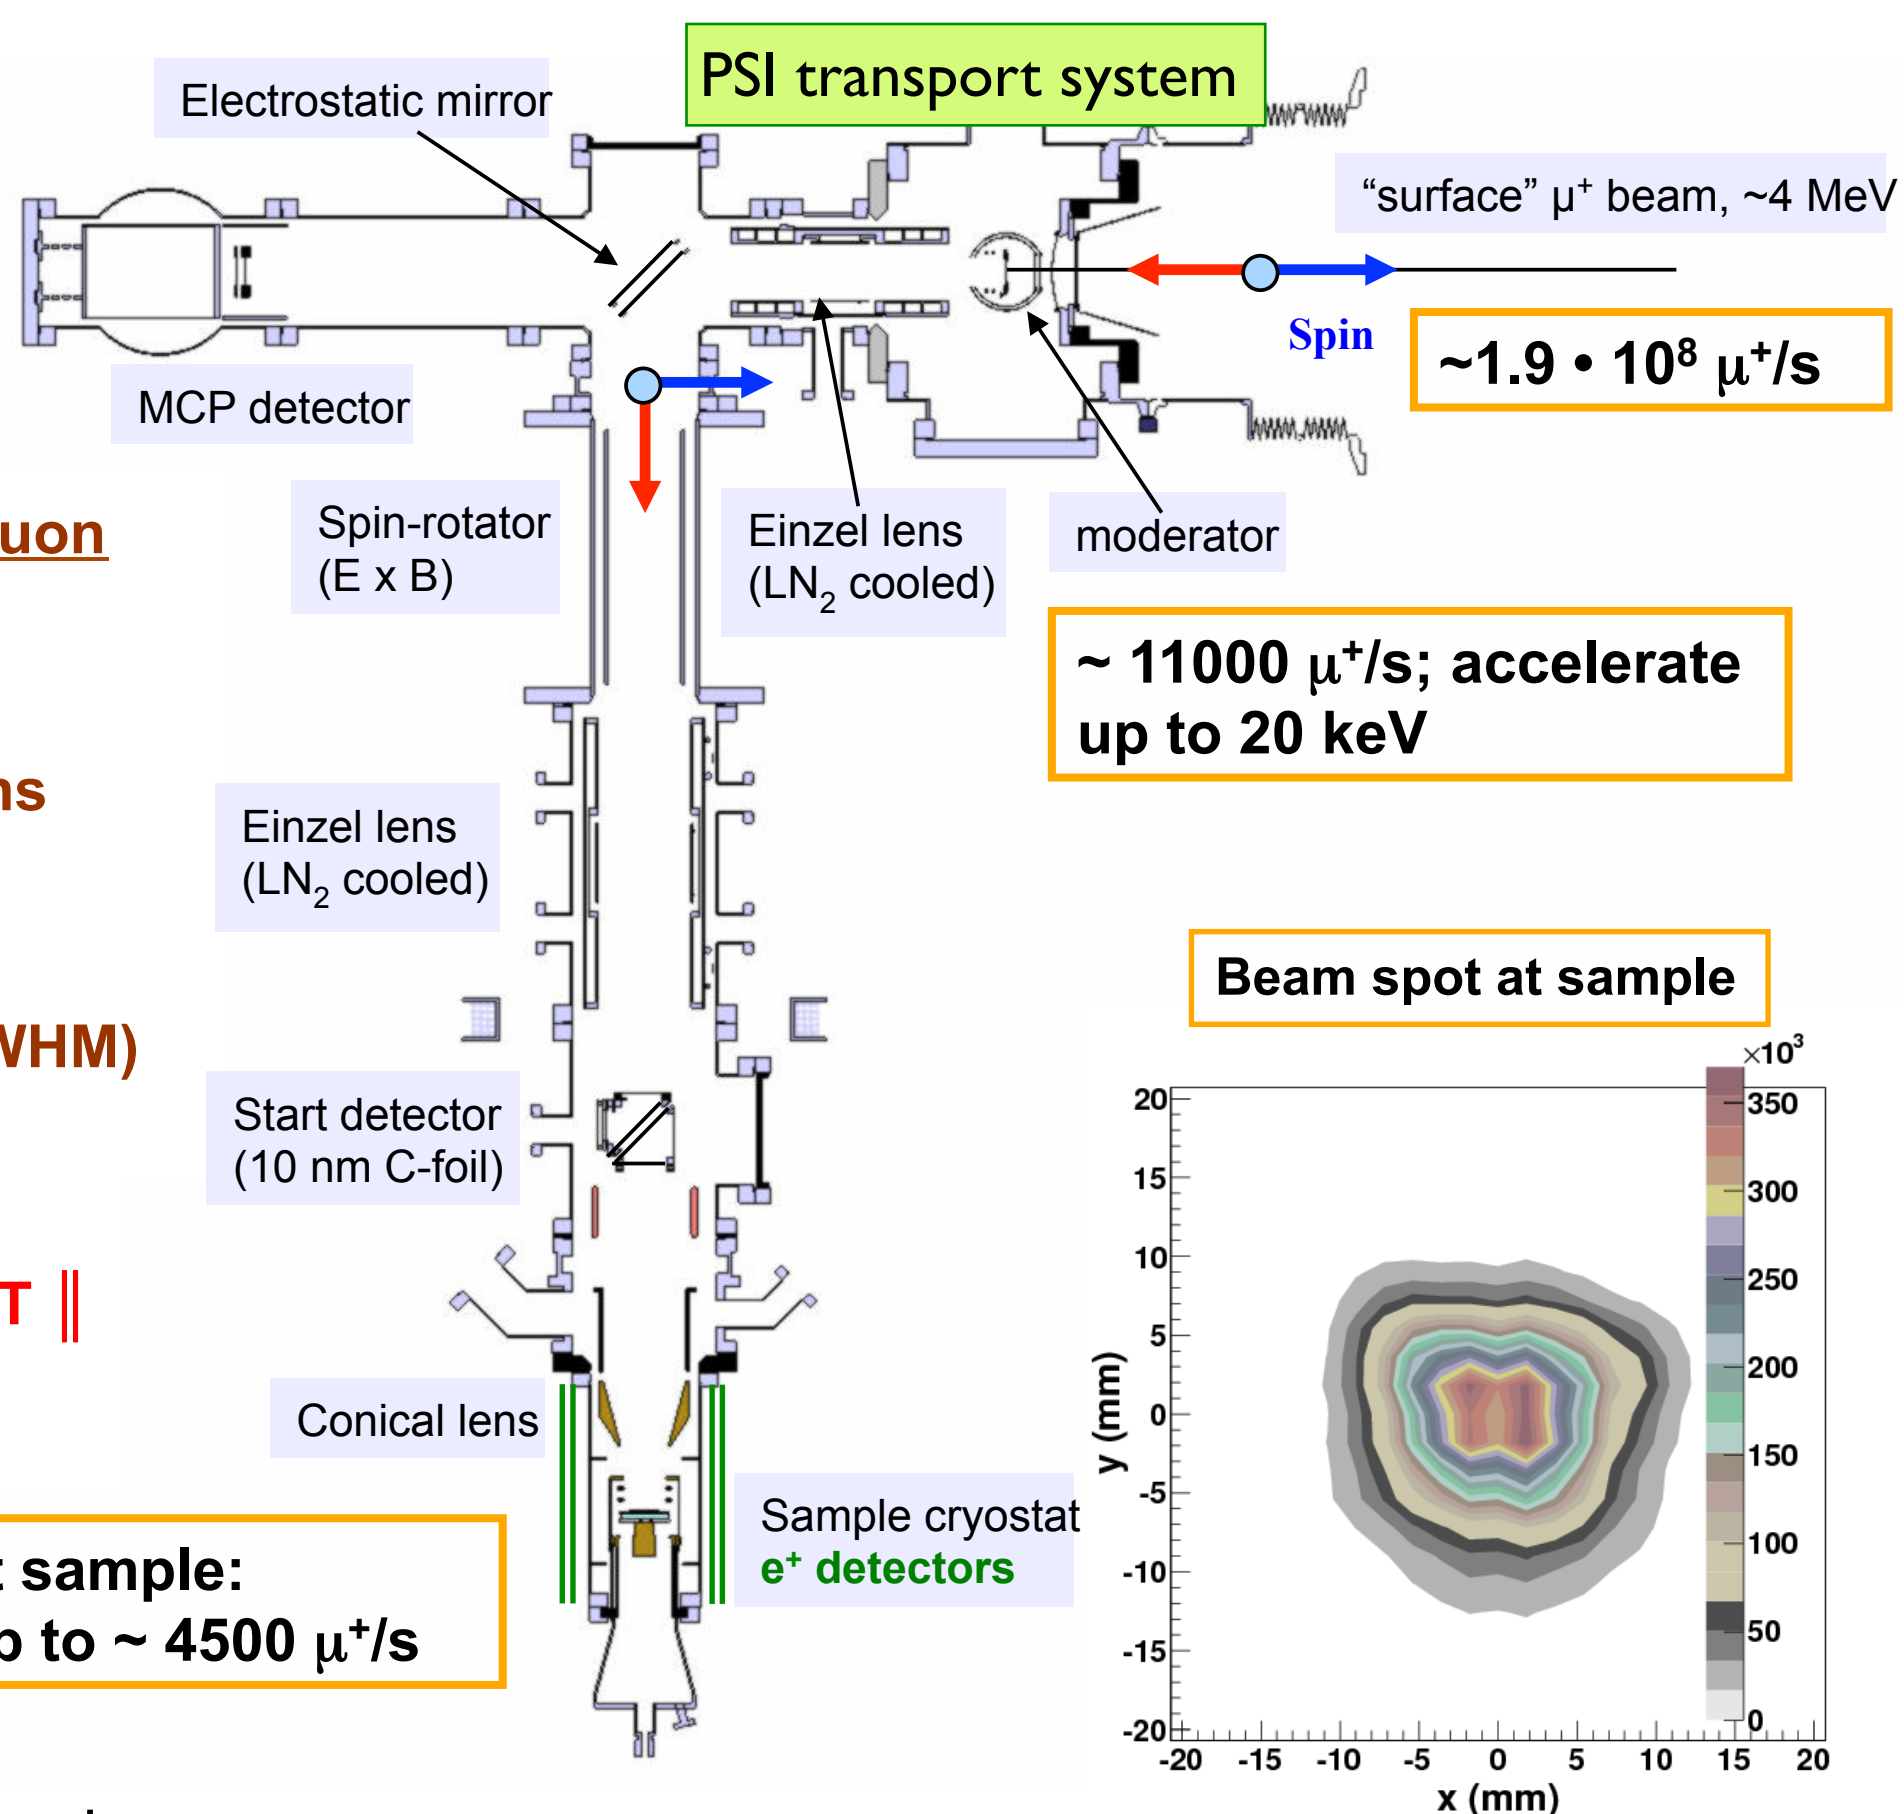 PSI transport system
Electrostatic mirror
“surface” μ⁺ beam, ~4 MeV
Spin
~1.9 • 10⁸ μ⁺/s
MCP detector
Spin-rotator
(E x B)
Einzel lens
(LN₂ cooled)
moderator
uon
~ 11000 μ⁺/s; accelerate
up to 20 keV
ns
Einzel lens
(LN₂ cooled)
WHM)
Start detector
(10 nm C-foil)
T ||
Conical lens
Sample cryostat
e⁺ detectors
t sample:
p to ~ 4500 μ⁺/s
Beam spot at sample
×10³
350
300
250
200
150
100
50
0
20
15
10
5
0
-5
-10
-15
-20
y (mm)
-20 -15 -10 -5 0 5 10 15 20
x (mm)